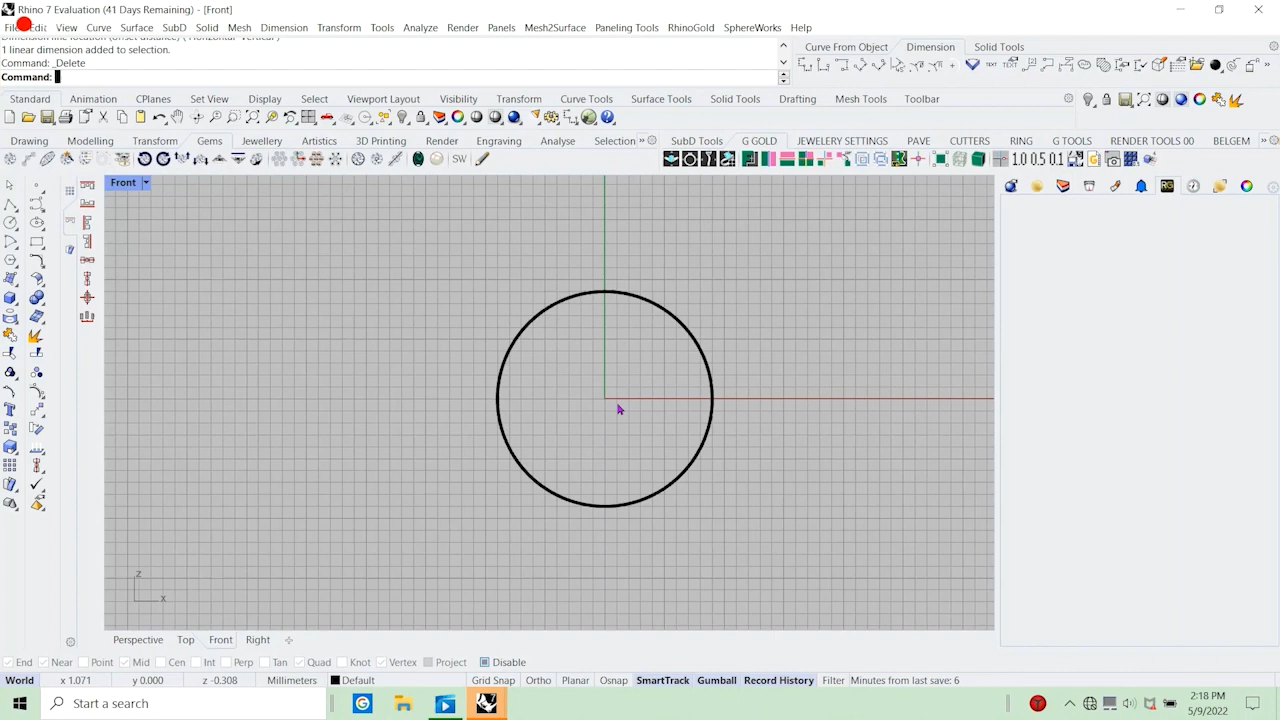 Rhino 7 Evaluation (41 Days Remaining) - [Front]
File Edit View Curve Surface SubD Solid Mesh Dimension Transform Tools Analyze Render Panels Mesh2Surface Paneling Tools RhinoGold SphereWorks Help
1 linear dimension added to selection.
Command: _Delete
Command:
Curve From Object Dimension Solid Tools
Standard Animation CPlanes Set View Display Select Viewport Layout Visibility Transform Curve Tools Surface Tools Solid Tools Drafting Mesh Tools Toolbar
Drawing Modelling Transform Gems Jewellery Artistics 3D Printing Render Engraving Analyse Selection SubD Tools G GOLD JEWELERY SETTINGS PAVE CUTTERS RING G TOOLS RENDER TOOLS 00 BELGEM
SW 1.0 0.5 0.1
Front
RG
z
x
Perspective Top Front Right
End Near Point Mid Cen Int Perp Tan Quad Knot Vertex Project Disable
World x 1.071 y 0.000 z -0.308 Millimeters Default Grid Snap Ortho Planar Osnap SmartTrack Gumball Record History Filter Minutes from last save: 6
Start a search
2:18 PM
5/9/2022